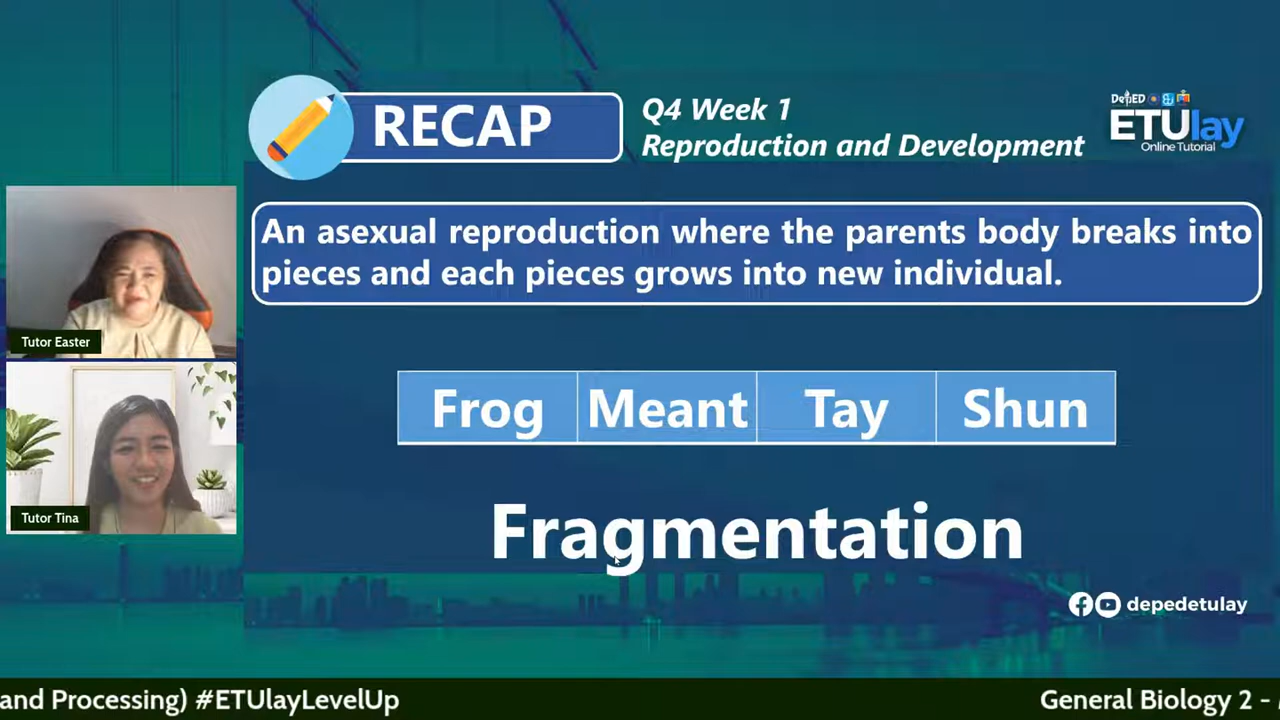 RECAP
Q4 Week 1
Reproduction and Development
DepED
ETUlay
Online Tutorial
An asexual reproduction where the parents body breaks into
pieces and each pieces grows into new individual.
Frog Meant Tay Shun
Fragmentation
Tutor Easter
Tutor Tina
depedetulay
and Processing) #ETUlayLevelUp
General Biology 2 -